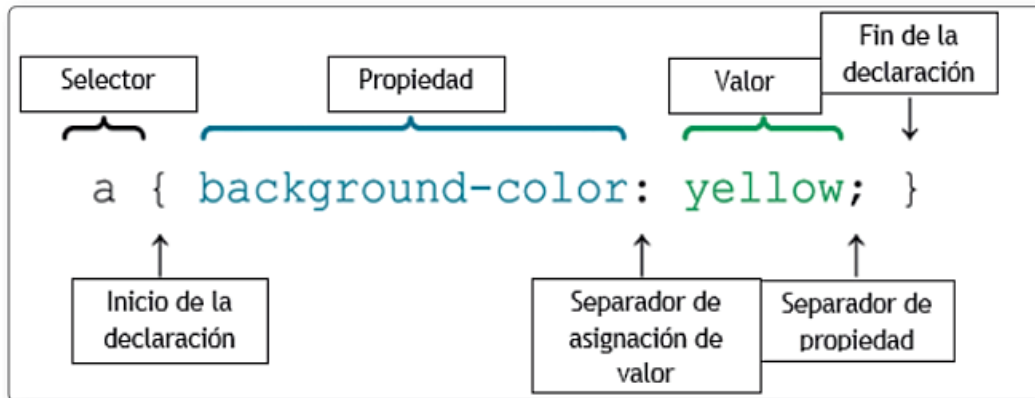 Selector
Propiedad
Valor
Fin de la
declaración
a { background-color: yellow; }
Inicio de la
declaración
Separador de
asignación de
valor
Separador de
propiedad